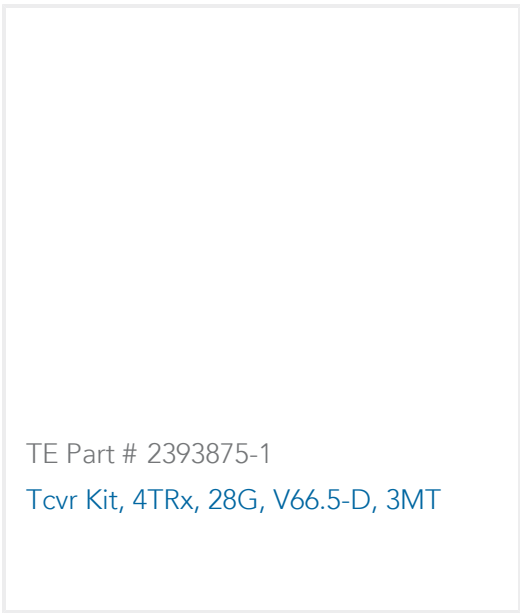 TE Part # 2393875-1
Tcvr Kit, 4TRx, 28G, V66.5-D, 3MT